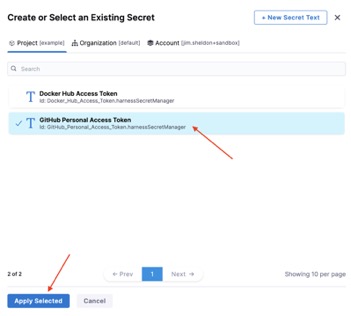 Create or Select an Existing Secret
+ New Secret Text
Project [example]
Organization [default]
Account [jim.sheldon+sandbox]
Search
Docker Hub Access Token
Id: Docker_Hub_Access_Token.harnessSecretManager
GitHub Personal Access Token
Id: GitHub_Personal_Access_Token.harnessSecretManager
2 of 2
Prev
1
Next
Showing 10 per page
Apply Selected
Cancel